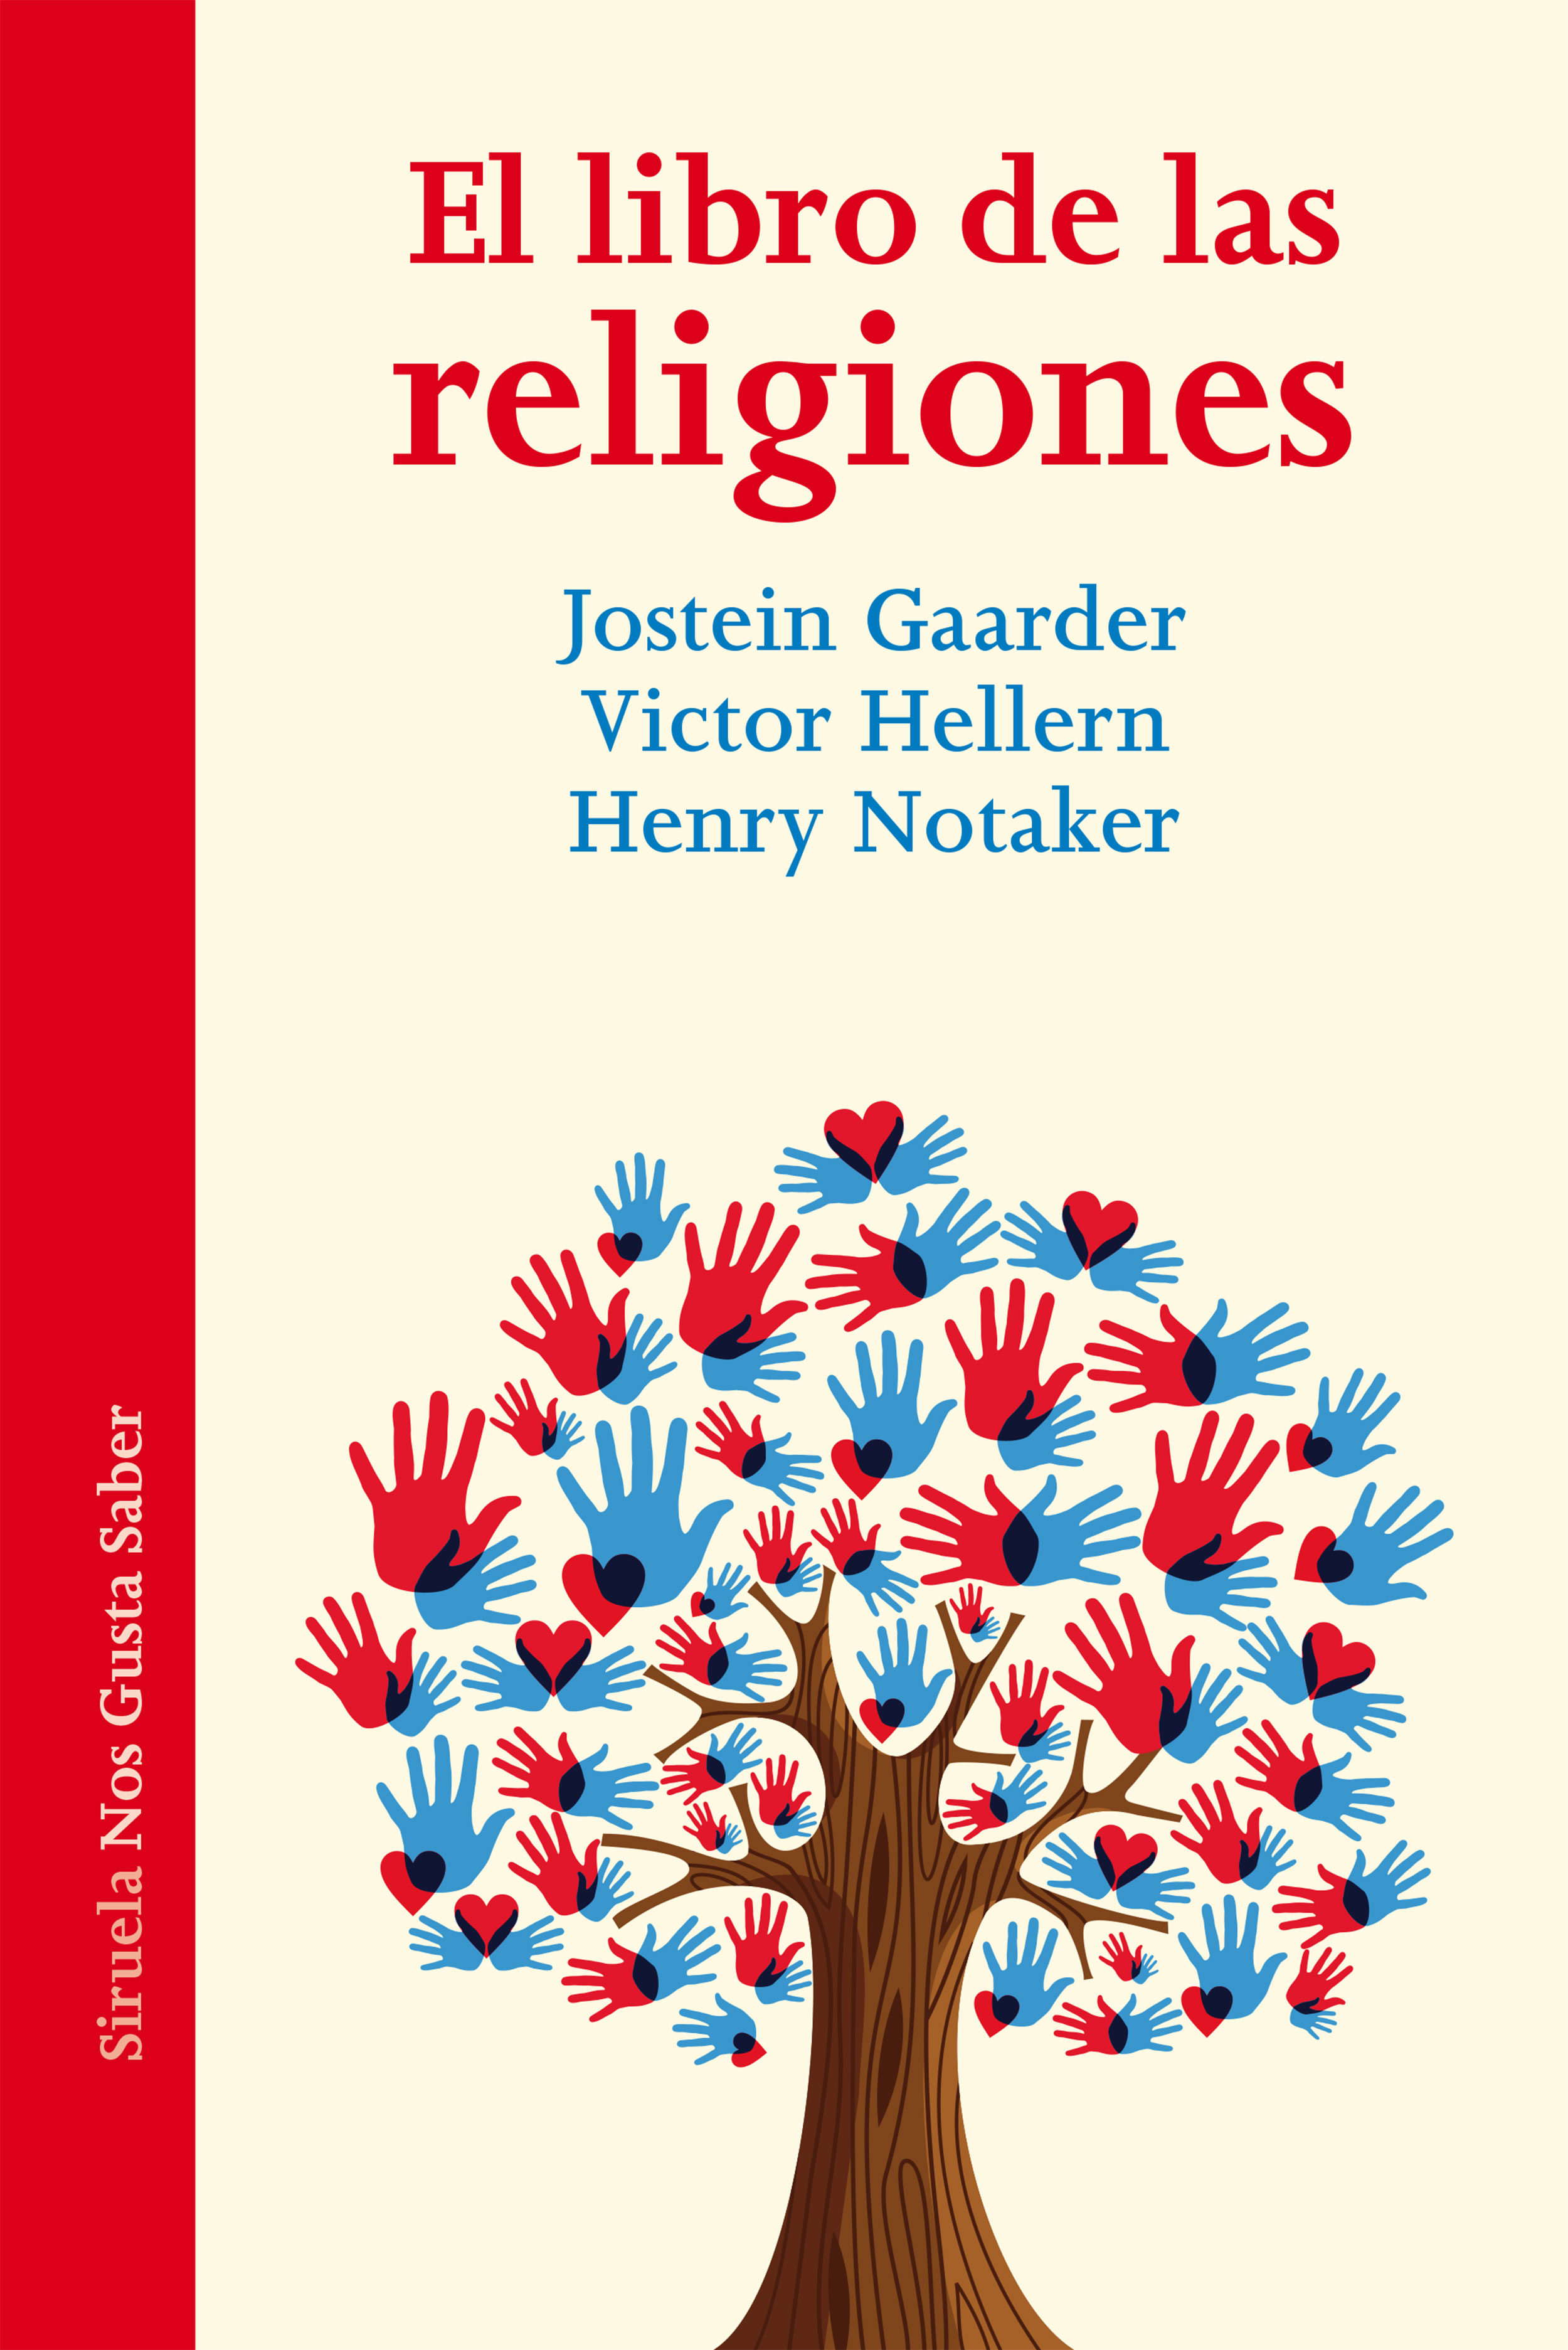 El libro de las
religiones
Jostein Gaarder
Victor Hellern
Henry Notaker
Siruela Nos Gusta Saber